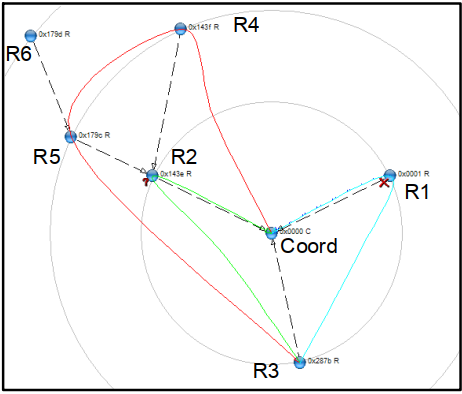 0x143f R R4
0x179d R
R6
0x179c R
R5
R2
0x143e R
?
0x0001 R
R1
0x0000 C
Coord
R3
0x287b R